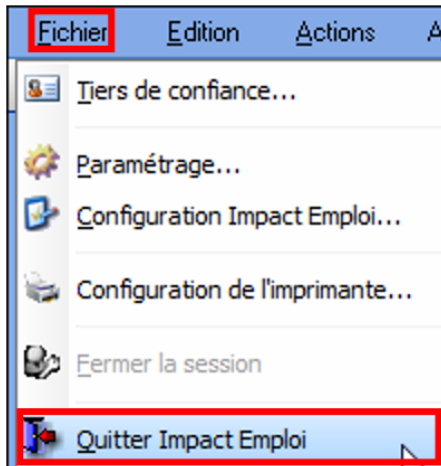 Fichier Edition Actions A
Tiers de confiance...
Paramétrage...
Configuration Impact Emploi...
Configuration de l'imprimante...
Fermer la session
Quitter Impact Emploi